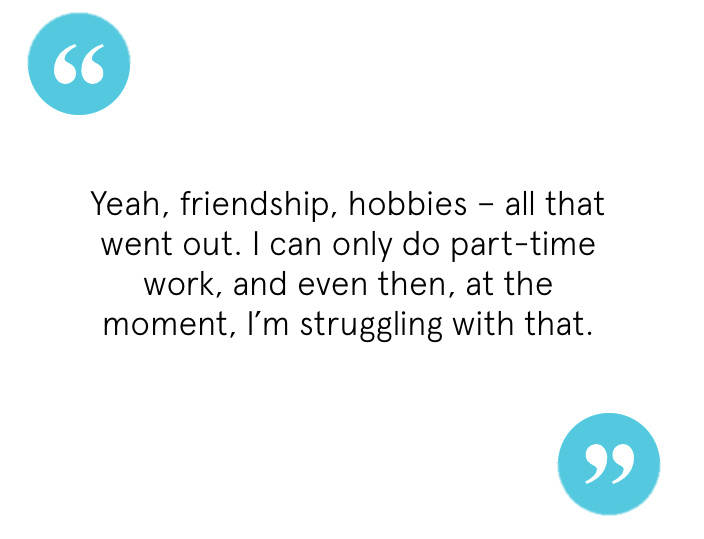 “
Yeah, friendship, hobbies – all that
went out. I can only do part-time
work, and even then, at the
moment, I’m struggling with that.
”